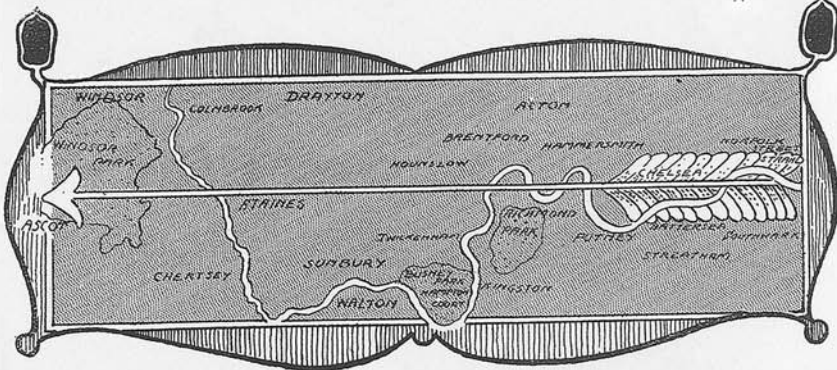 WINDSOR
COLNBROOK
DRAYTON
ACTON
BRENTFORD
HAMMERSMITH
NORFOLK
STREET
STRAND
WINDSOR
PARK
HOUNSLOW
CHELSEA
STAINES
ASCOT
RICHMOND
PARK
TWICKENHAM
PUTNEY
BATTERSEA
SOUTHWARK
STREATHAM
SUNBURY
CHERTSEY
BUSHEY
PARK
HAMPTON
COURT
KINGSTON
WALTON